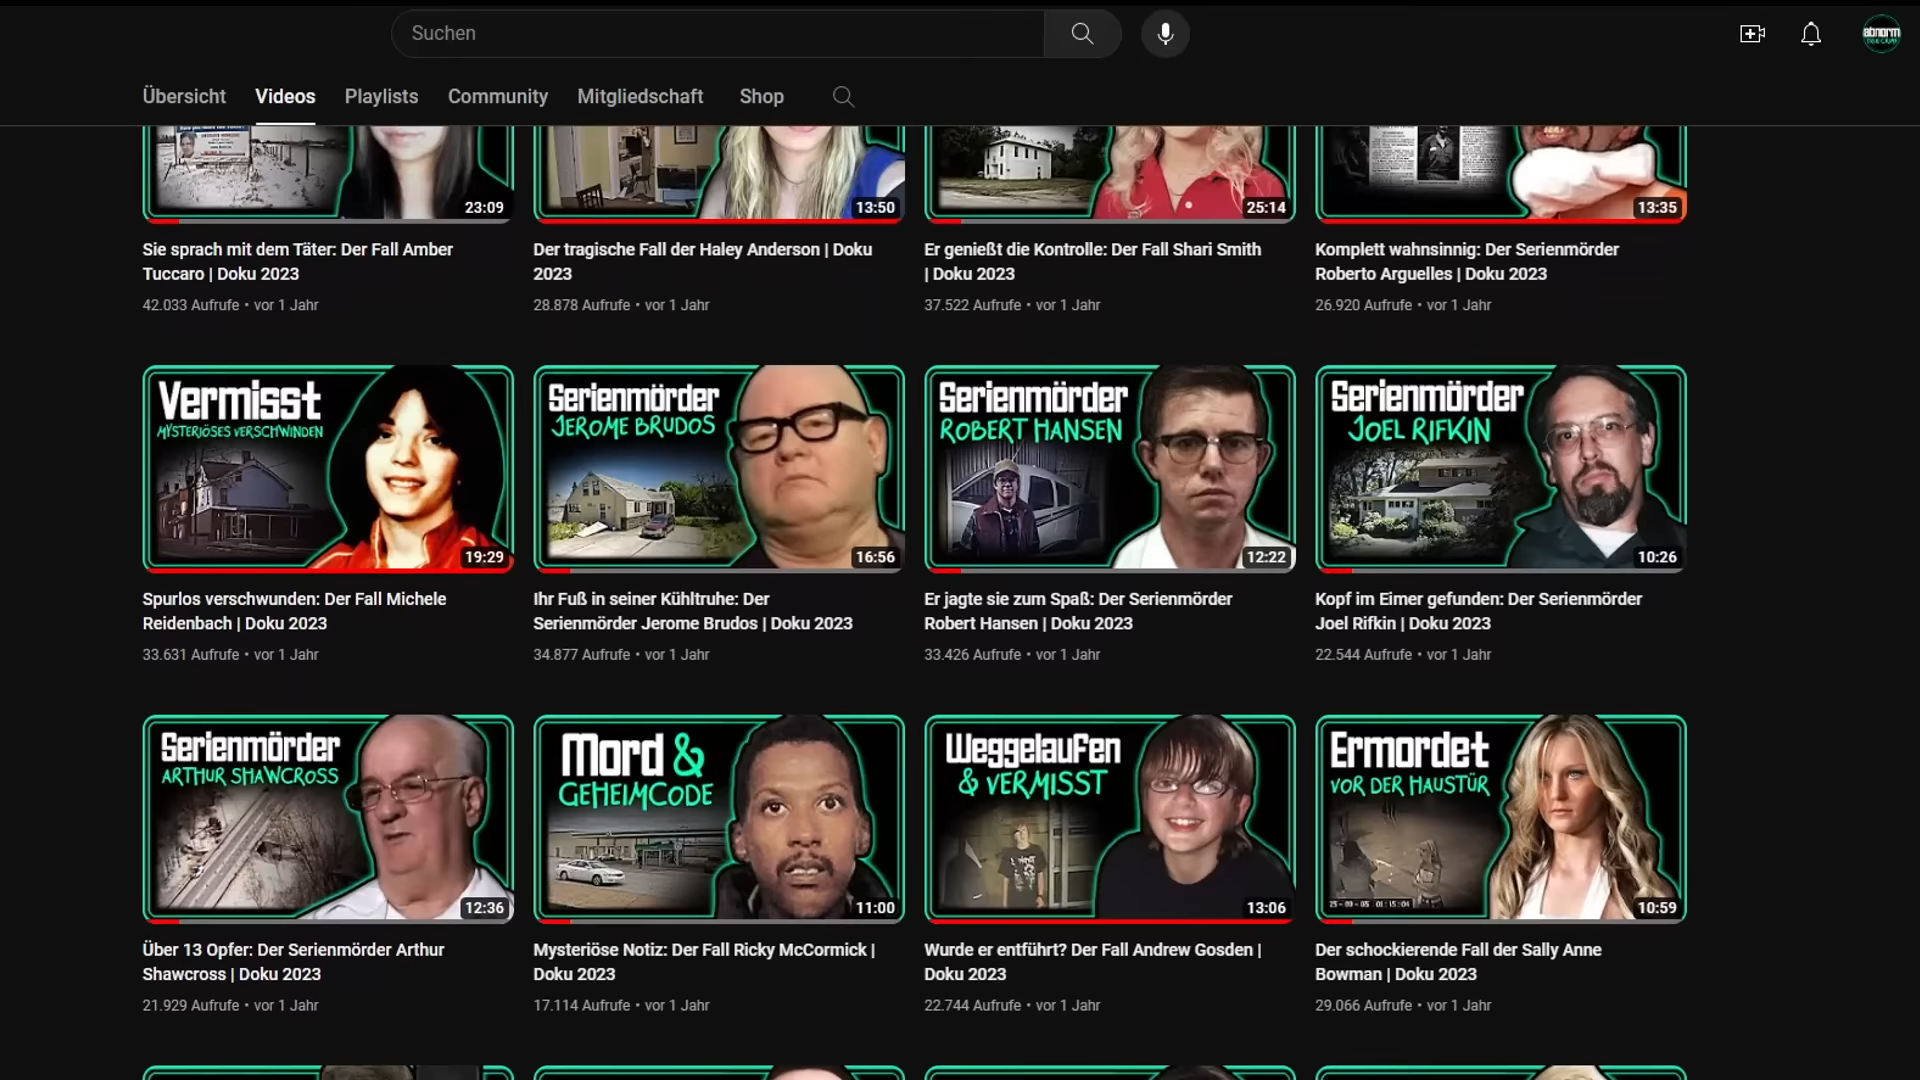 Suchen
abnorm
Übersicht Videos Playlists Community Mitgliedschaft Shop
23:09
13:50
25:14
13:35
Sie sprach mit dem Täter: Der Fall Amber
Tuccaro | Doku 2023
42.033 Aufrufe • vor 1 Jahr
Der tragische Fall der Haley Anderson | Doku
2023
28.878 Aufrufe • vor 1 Jahr
Er genießt die Kontrolle: Der Fall Shari Smith
| Doku 2023
37.522 Aufrufe • vor 1 Jahr
Komplett wahnsinnig: Der Serienmörder
Roberto Arguelles | Doku 2023
26.920 Aufrufe • vor 1 Jahr
Vermisst
MYSTERIÖSES VERSCHWINDEN
19:29
Serienmörder
JEROME BRUDOS
16:56
Serienmörder
ROBERT HANSEN
12:22
Serienmörder
JOEL RIFKIN
10:26
Spurlos verschwunden: Der Fall Michele
Reidenbach | Doku 2023
33.631 Aufrufe • vor 1 Jahr
Ihr Fuß in seiner Kühltruhe: Der
Serienmörder Jerome Brudos | Doku 2023
34.877 Aufrufe • vor 1 Jahr
Er jagte sie zum Spaß: Der Serienmörder
Robert Hansen | Doku 2023
33.426 Aufrufe • vor 1 Jahr
Kopf im Eimer gefunden: Der Serienmörder
Joel Rifkin | Doku 2023
22.544 Aufrufe • vor 1 Jahr
Serienmörder
ARTHUR SHAWCROSS
12:36
Mord &
GEHEIMCODE
11:00
Weggelaufen
& VERMISST
13:06
Ermordet
VOR DER HAUSTÜR
10:59
Über 13 Opfer: Der Serienmörder Arthur
Shawcross | Doku 2023
21.929 Aufrufe • vor 1 Jahr
Mysteriöse Notiz: Der Fall Ricky McCormick |
Doku 2023
17.114 Aufrufe • vor 1 Jahr
Wurde er entführt? Der Fall Andrew Gosden |
Doku 2023
22.744 Aufrufe • vor 1 Jahr
Der schockierende Fall der Sally Anne
Bowman | Doku 2023
29.066 Aufrufe • vor 1 Jahr